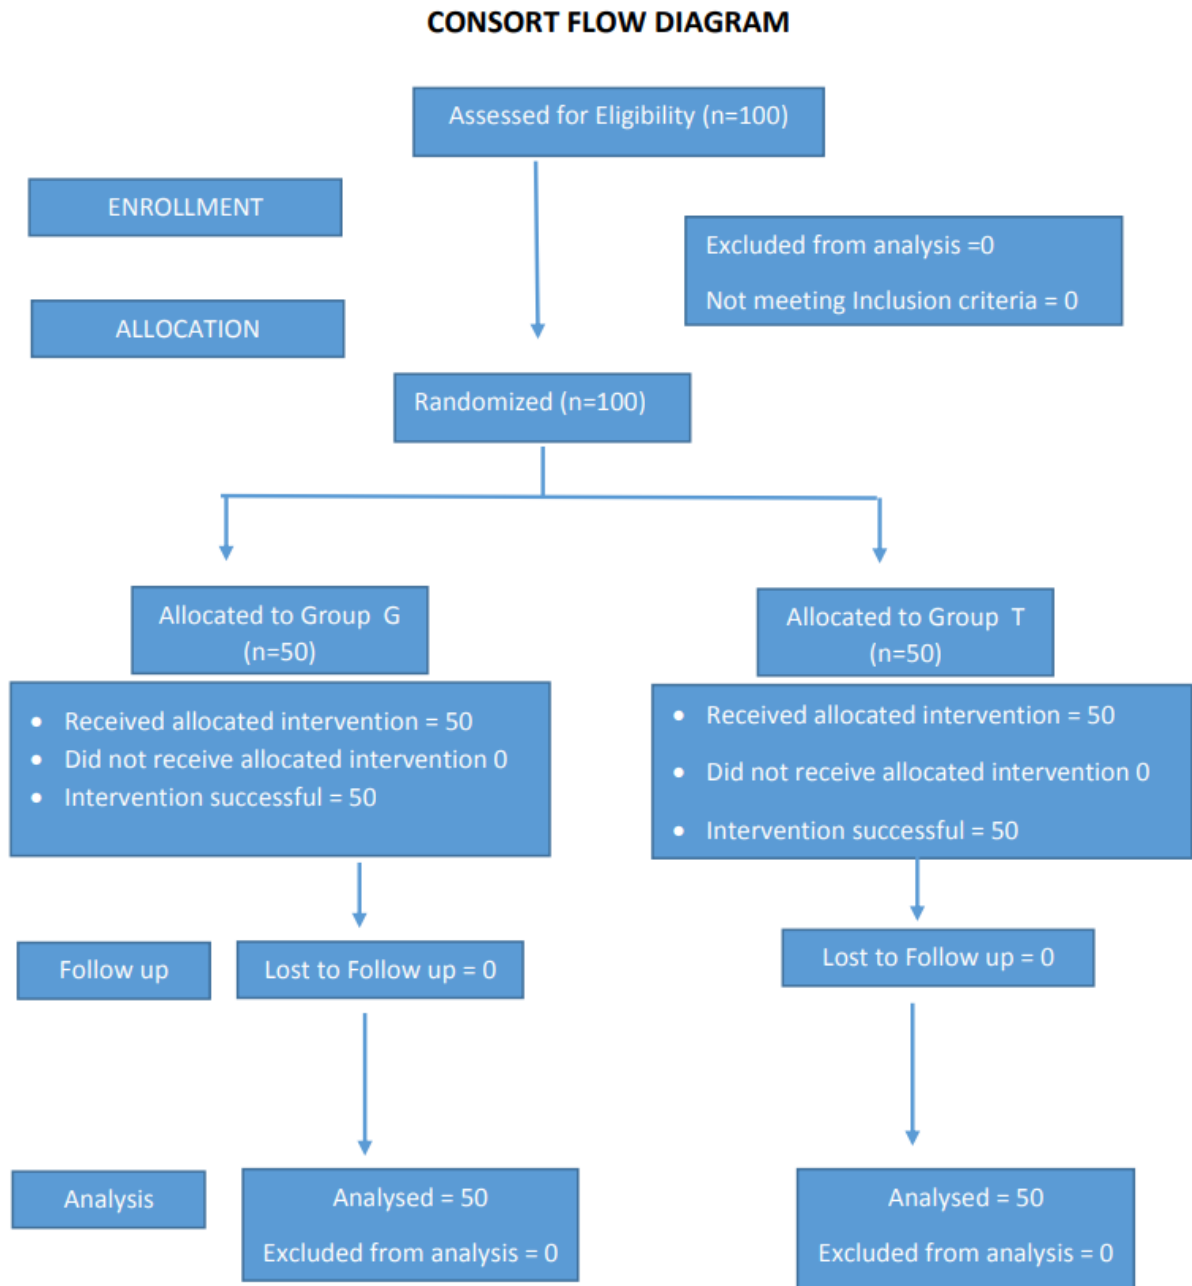 CONSORT FLOW DIAGRAM
Assessed for Eligibility (n=100)
ENROLLMENT
Excluded from analysis =0
Not meeting Inclusion criteria = 0
ALLOCATION
Randomized (n=100)
Allocated to Group G
(n=50)
Allocated to Group T
(n=50)
• Received allocated intervention = 50
• Did not receive allocated intervention 0
• Intervention successful = 50
• Received allocated intervention = 50
• Did not receive allocated intervention 0
• Intervention successful = 50
Follow up
Lost to Follow up = 0
Lost to Follow up = 0
Analysis
Analysed = 50
Excluded from analysis = 0
Analysed = 50
Excluded from analysis = 0